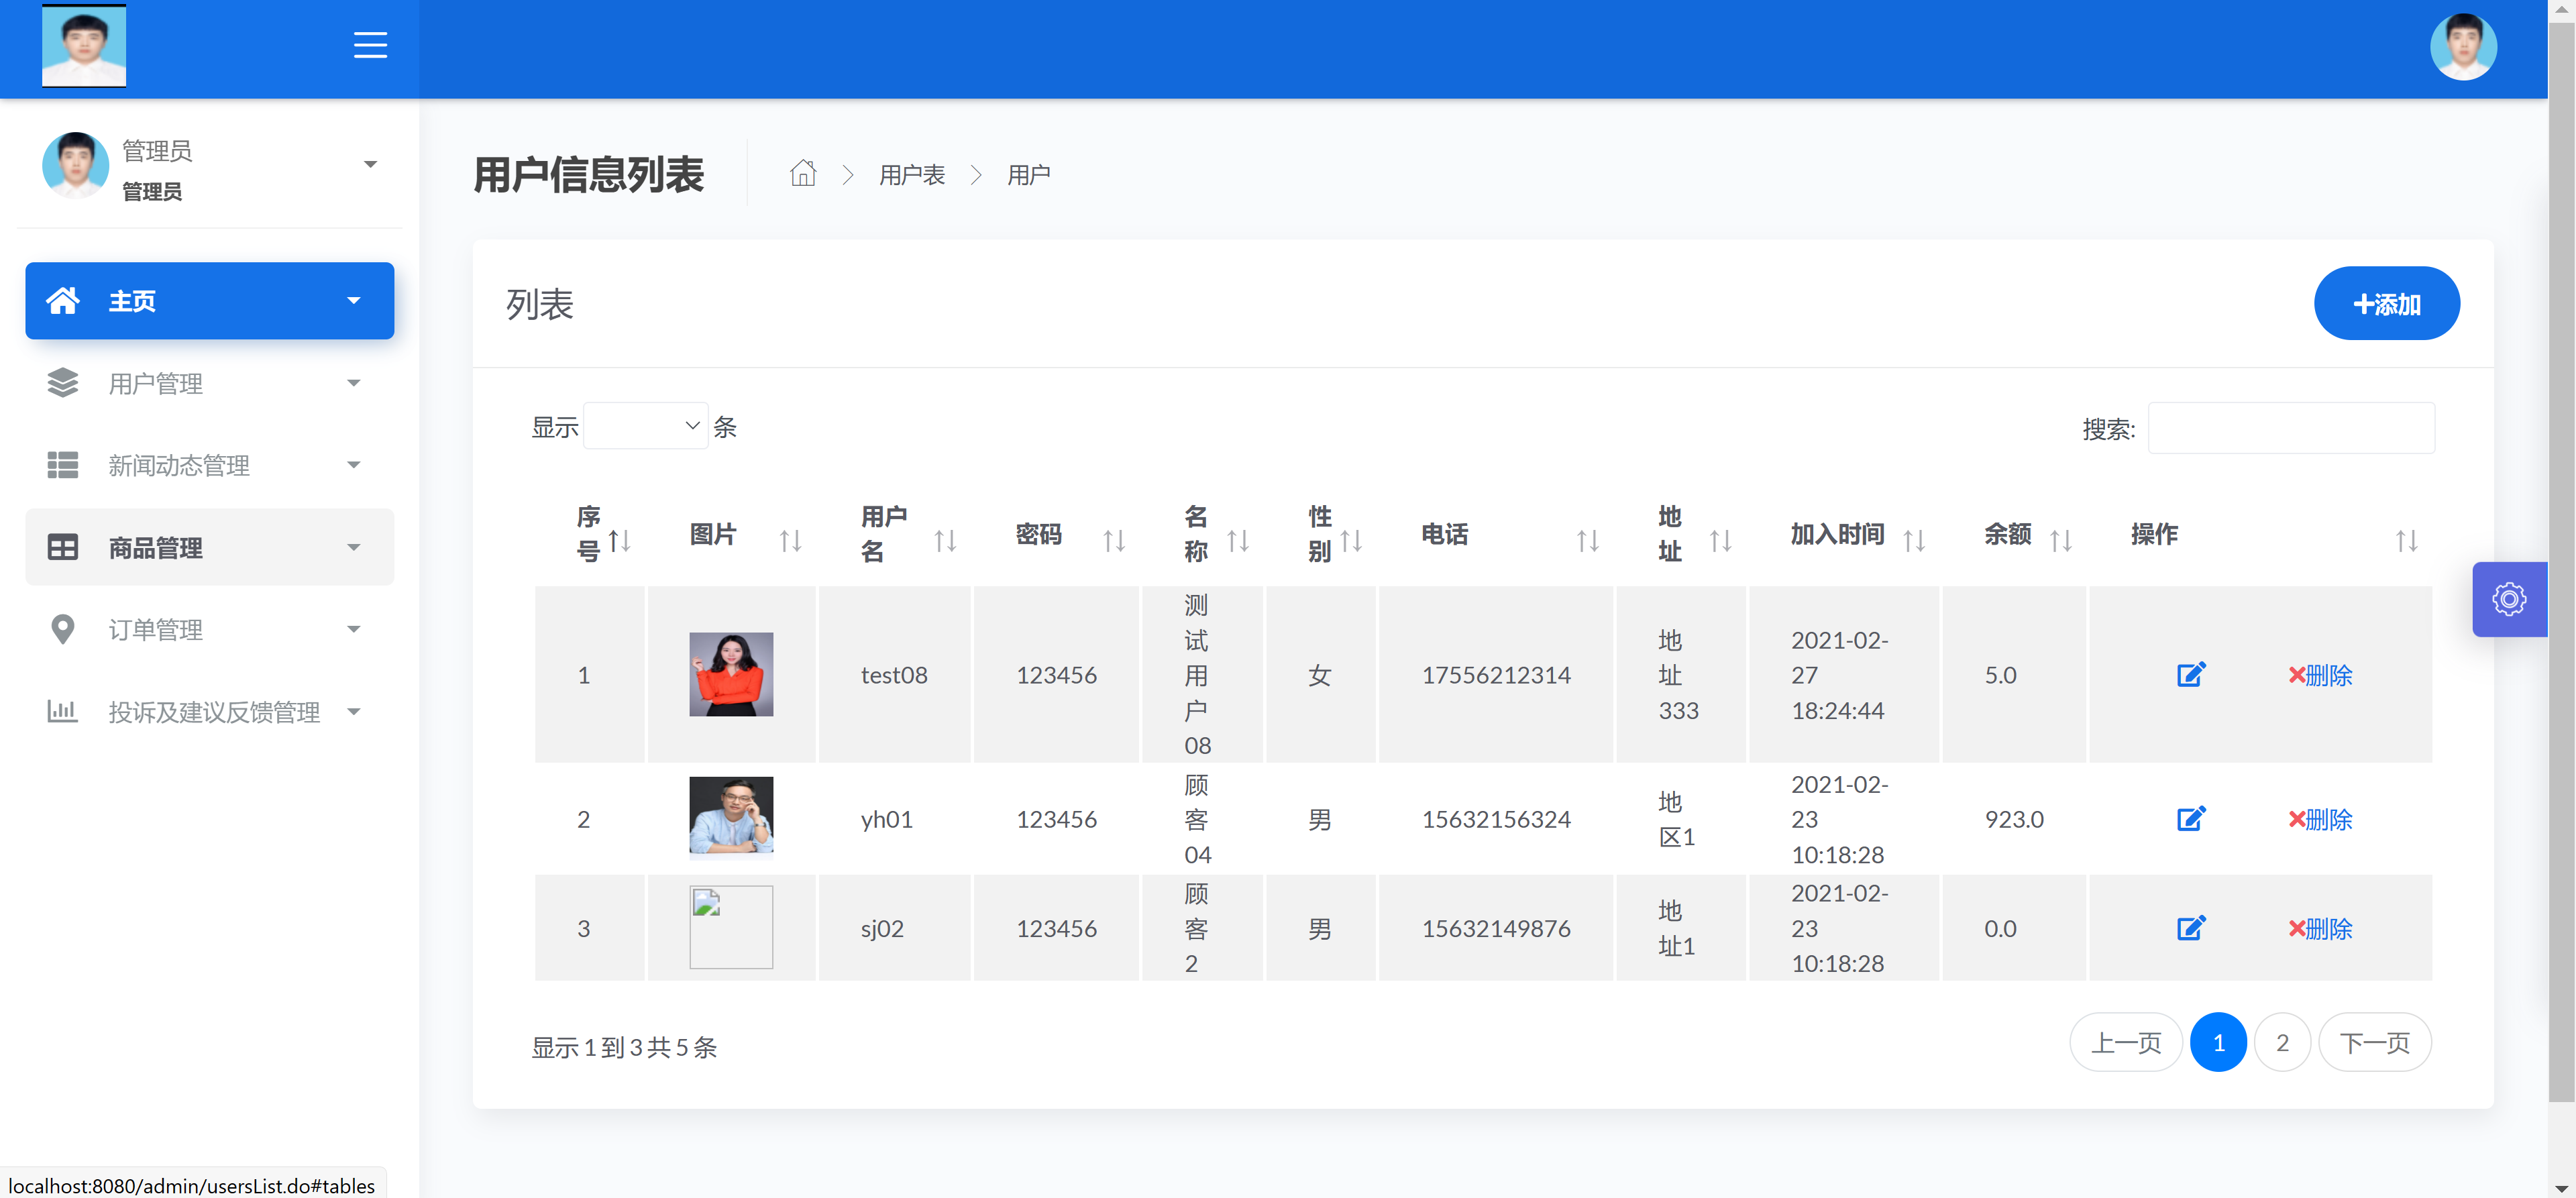 管理员
管理员
主页
用户管理
新闻动态管理
商品管理
订单管理
投诉及建议反馈管理
用户信息列表
用户表
用户
列表
添加
显示 条
搜索:
序号 图片 用户名 密码 名称 性别 电话 地址 加入时间 余额 操作
1 test08 123456 测试用户08 女 17556212314 地址333 2021-02-27 18:24:44 5.0 删除
2 yh01 123456 顾客04 男 15632156324 地区1 2021-02-23 10:18:28 923.0 删除
3 sj02 123456 顾客2 男 15632149876 地址1 2021-02-23 10:18:28 0.0 删除
显示 1 到 3 共 5 条
上一页 1 2 下一页
localhost:8080/admin/usersList.do#tables